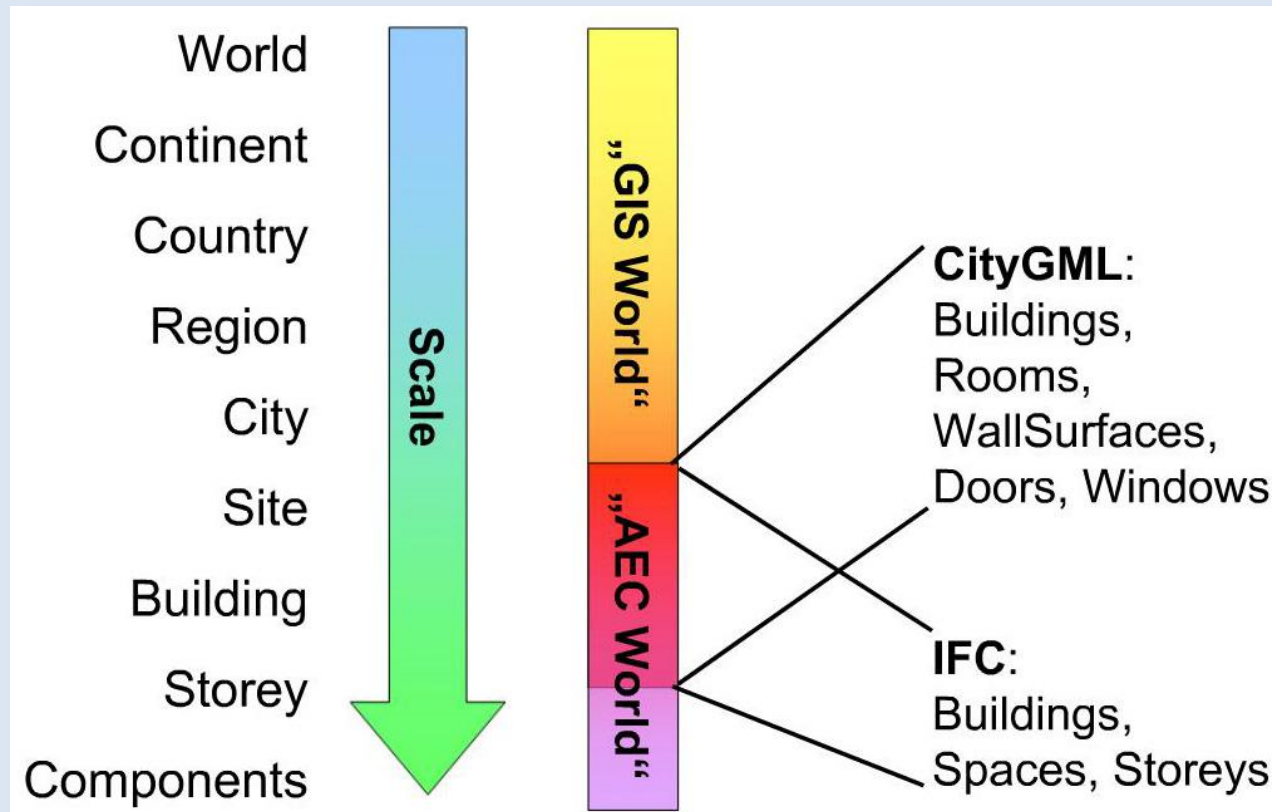 World
Continent
Country
Region
City
Site
Building
Storey
Components
Scale
„GIS World“
„AEC World“
CityGML:
Buildings,
Rooms,
WallSurfaces,
Doors, Windows
IFC:
Buildings,
Spaces, Storeys